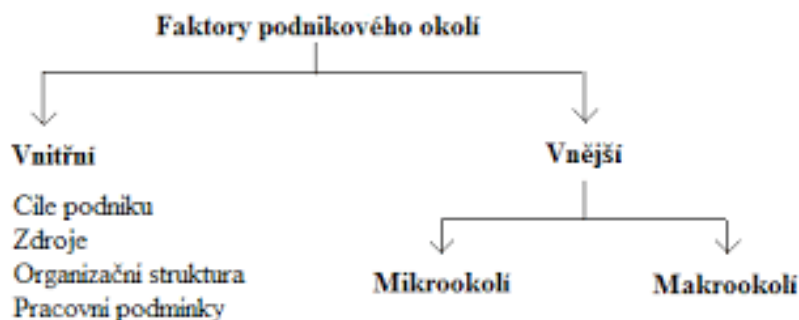 Faktory podnikového okolí
Vnitřní
Vnější
Cíle podniku
Zdroje
Organizační struktura
Pracovní podmínky
Mikrookolí
Makrookolí